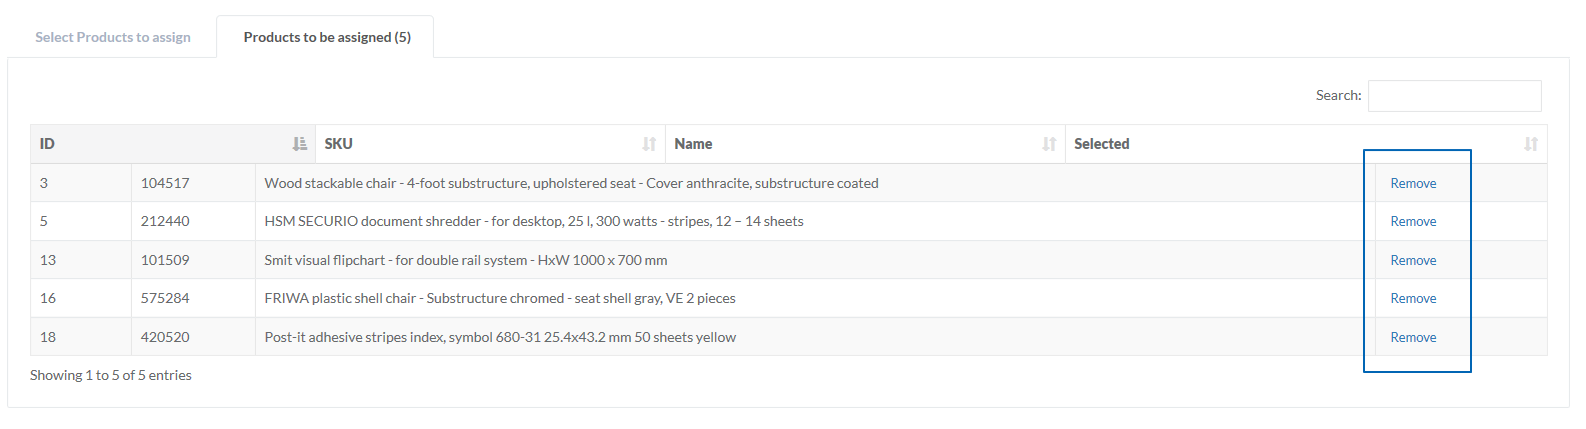 Select Products to assign Products to be assigned (5)
Search:
ID SKU Name Selected
3 104517 Wood stackable chair - 4-foot substructure, upholstered seat - Cover anthracite, substructure coated Remove
5 212440 HSM SECURIO document shredder - for desktop, 25 l, 300 watts - stripes, 12 – 14 sheets Remove
13 101509 Smit visual flipchart - for double rail system - HxW 1000 x 700 mm Remove
16 575284 FRIWA plastic shell chair - Substructure chromed - seat shell gray, VE 2 pieces Remove
18 420520 Post-it adhesive stripes index, symbol 680-31 25.4x43.2 mm 50 sheets yellow Remove
Showing 1 to 5 of 5 entries